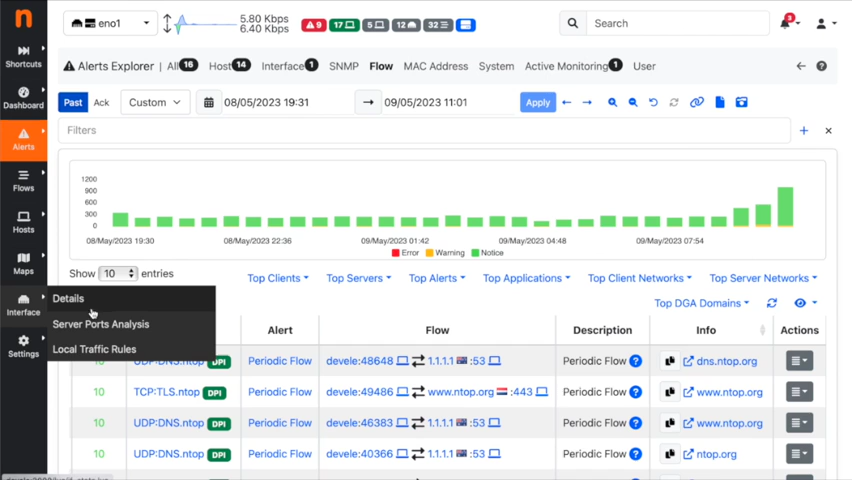 n
eno1
5.80 Kbps
6.40 Kbps
9
17
5
12
32
Search
3
Shortcuts
Dashboard
Alerts
Flows
Hosts
Maps
Interface
Settings
Alerts Explorer | All 16 Host 14 Interface 1 SNMP Flow MAC Address System Active Monitoring 1 User
Past Ack Custom 08/05/2023 19:31 09/05/2023 11:01 Apply
Filters
1200
900
600
300
0
08/May/2023 19:30 08/May/2023 22:36 09/May/2023 01:42 09/May/2023 04:48 09/May/2023 07:54
Error Warning Notice
Show 10 entries
Top Clients Top Servers Top Alerts Top Applications Top Client Networks Top Server Networks
Top DGA Domains
Details
Server Ports Analysis
Local Traffic Rules
Alert Flow Description Info Actions
10 UDP:DNS.ntop DPI Periodic Flow devele:48648 1.1.1.1 :53 Periodic Flow dns.ntop.org
10 TCP:TLS.ntop DPI Periodic Flow devele:49486 www.ntop.org :443 Periodic Flow www.ntop.org
10 UDP:DNS.ntop DPI Periodic Flow devele:46383 1.1.1.1 :53 Periodic Flow www.ntop.org
10 UDP:DNS.ntop DPI Periodic Flow devele:40366 1.1.1.1 :53 Periodic Flow ntop.org